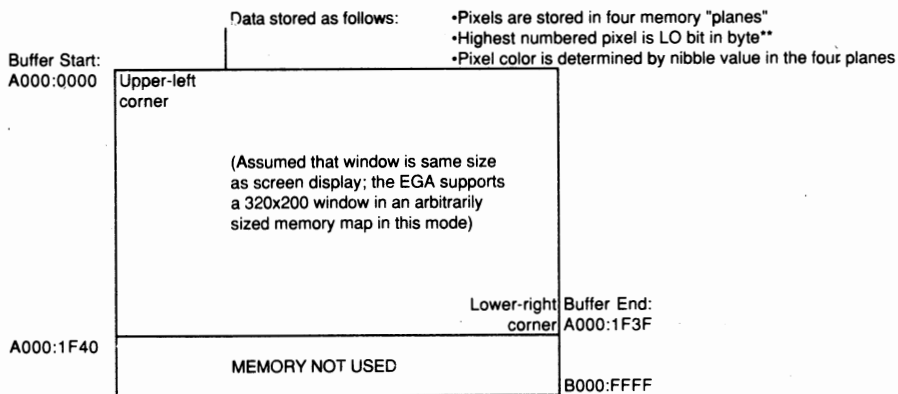 Data stored as follows:
•Pixels are stored in four memory "planes"
•Highest numbered pixel is LO bit in byte**
•Pixel color is determined by nibble value in the four planes
Buffer Start:
A000:0000
Upper-left
corner
(Assumed that window is same size
as screen display; the EGA supports
a 320x200 window in an arbitrarily
sized memory map in this mode)
Lower-right
corner
Buffer End:
A000:1F3F
A000:1F40
MEMORY NOT USED
B000:FFFF